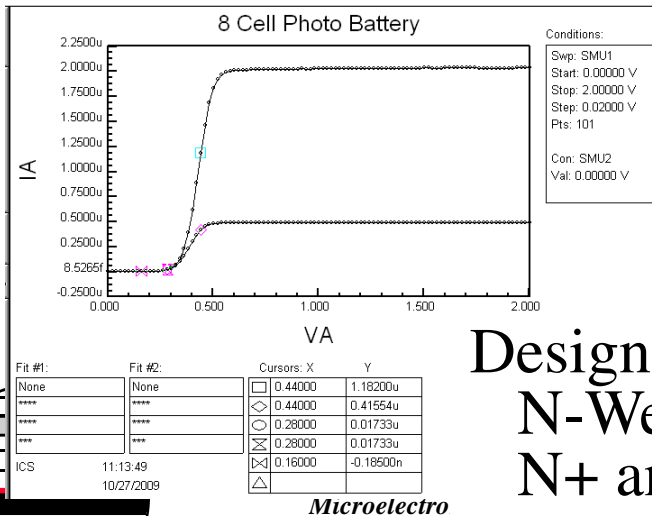 8 Cell Photo Battery
Conditions:
Swp: SMU1
Start: 0.00000 V
Stop: 2.00000 V
Step: 0.02000 V
Pts: 101
Con: SMU2
Val: 0.00000 V
IA
2.2500u
2.0000u
1.7500u
1.5000u
1.2500u
1.0000u
0.7500u
0.5000u
0.2500u
8.5265f
-0.2500u
0.000 0.500 1.000 1.500 2.000
VA
Fit #1: Fit #2: Cursors: X Y
None None 0.44000 1.18200u
**** **** 0.44000 0.41554u
**** **** 0.28000 0.01733u
*** *** 0.28000 0.01733u
0.16000 -0.18500n
ICS 11:13:49
10/27/2009
Design
N-We
N+ an
Microelectro